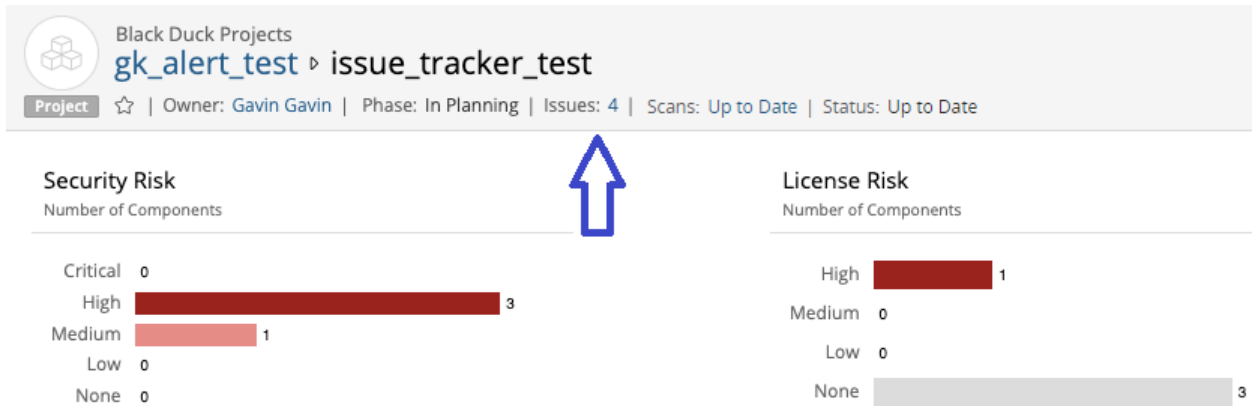 Black Duck Projects
gk_alert_test ▹ issue_tracker_test
Project ☆ | Owner: Gavin Gavin | Phase: In Planning | Issues: 4 | Scans: Up to Date | Status: Up to Date
Security Risk
Number of Components
Critical 0
High 3
Medium 1
Low 0
None 0
License Risk
Number of Components
High 1
Medium 0
Low 0
None 3